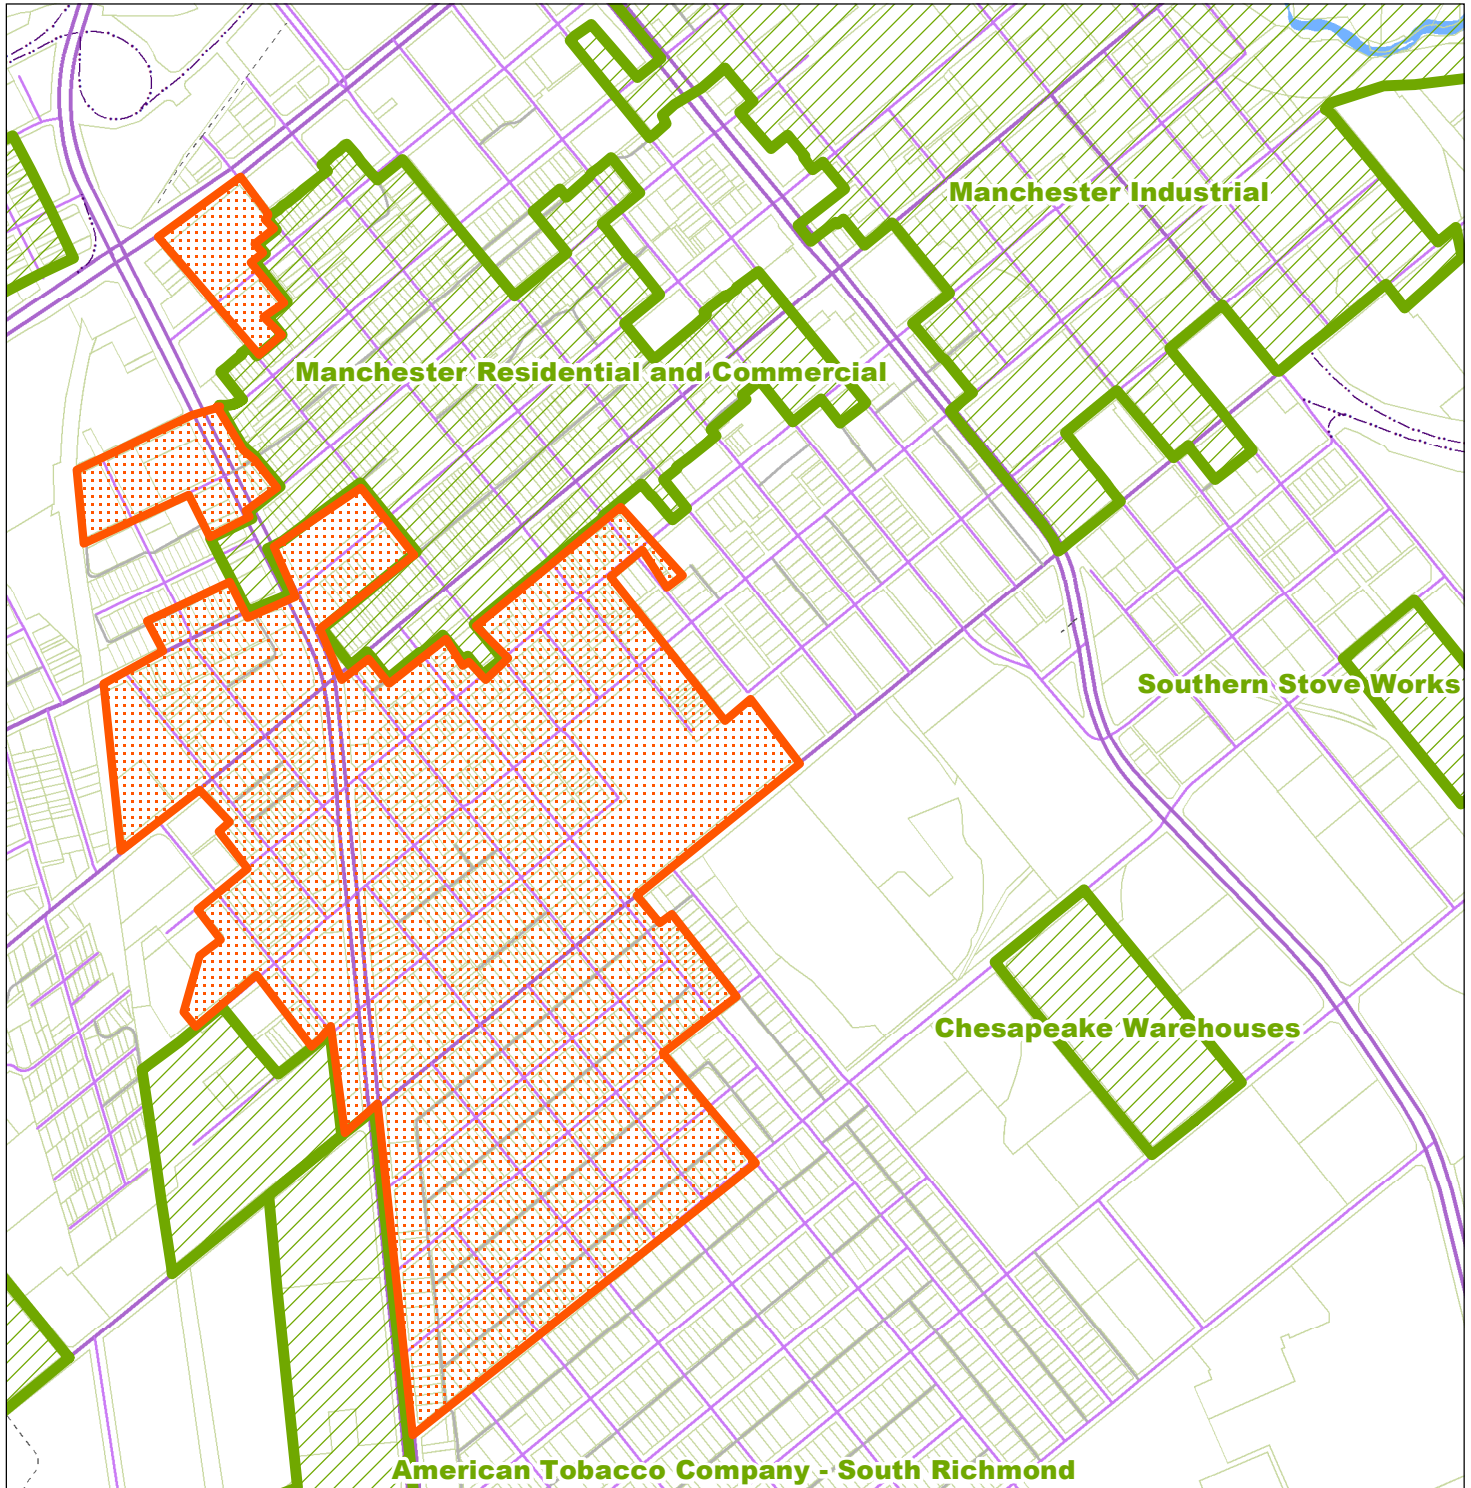 Manchester Industrial
Manchester Residential and Commercial
Southern Stove Works
Chesapeake Warehouses
American Tobacco Company - South Richmond